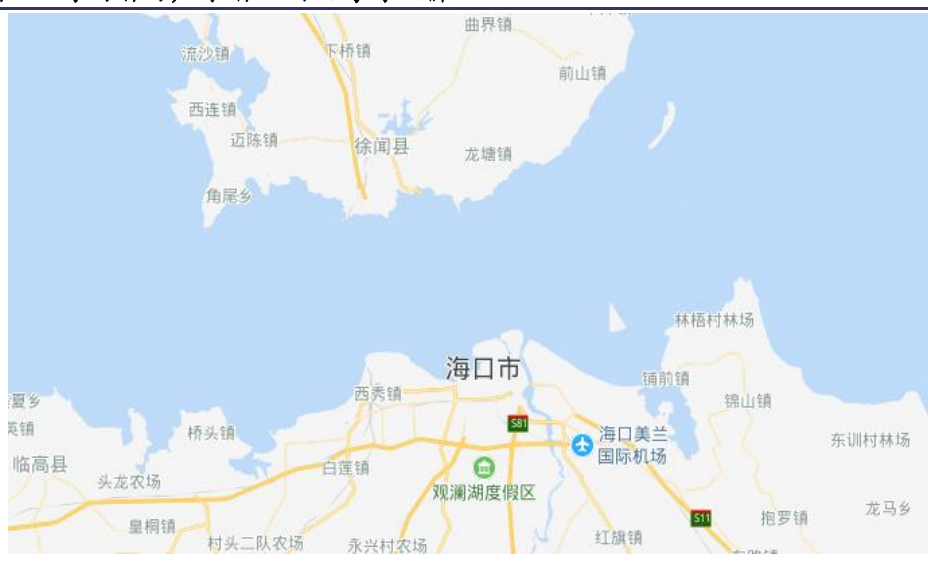 曲界镇
流沙镇
下桥镇
前山镇
西连镇
迈陈镇
徐闻县
龙塘镇
角尾乡
林梧村林场
海口市
铺前镇
西秀镇
夏乡
锦山镇
S81
英镇
桥头镇
海口美兰
国际机场
东训村林场
临高县
白莲镇
头龙农场
观澜湖度假区
龙马乡
S11
抱罗镇
皇桐镇
红旗镇
村头二队农场
永兴村农场